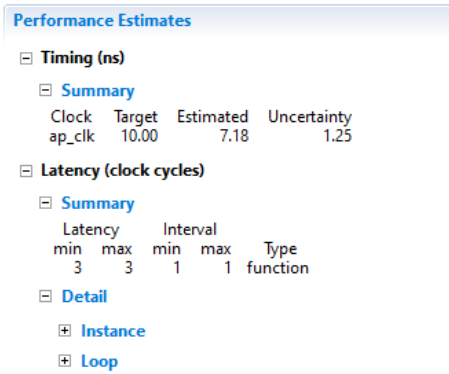 Performance Estimates
Timing (ns)
Summary
Clock Target Estimated Uncertainty
ap_clk 10.00 7.18 1.25
Latency (clock cycles)
Summary
Latency Interval
min max min max Type
3 3 1 1 function
Detail
Instance
Loop